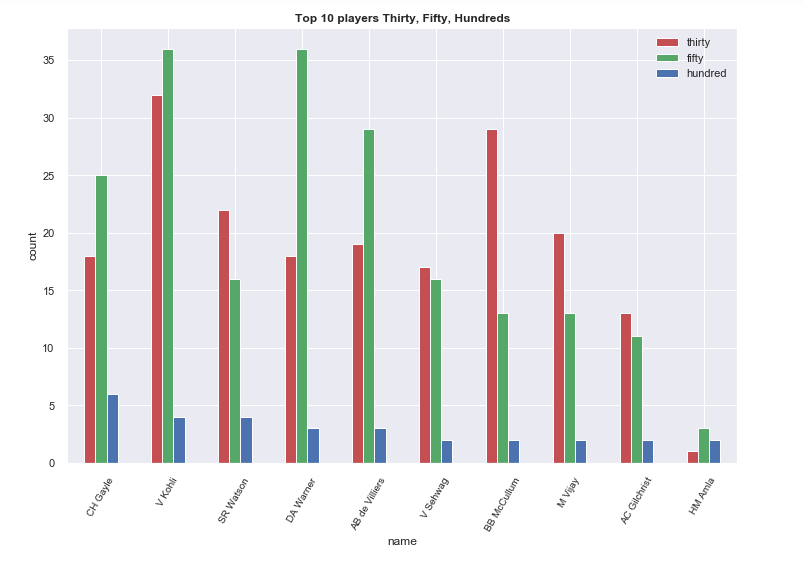 Top 10 players Thirty, Fifty, Hundreds
thirty
fifty
hundred
35
30
25
20
15
10
5
0
count
CH Gayle
V Kohli
SR Watson
DA Warner
AB de Villiers
V Sehwag
BB McCullum
M Vijay
AC Gilchrist
HM Amla
name